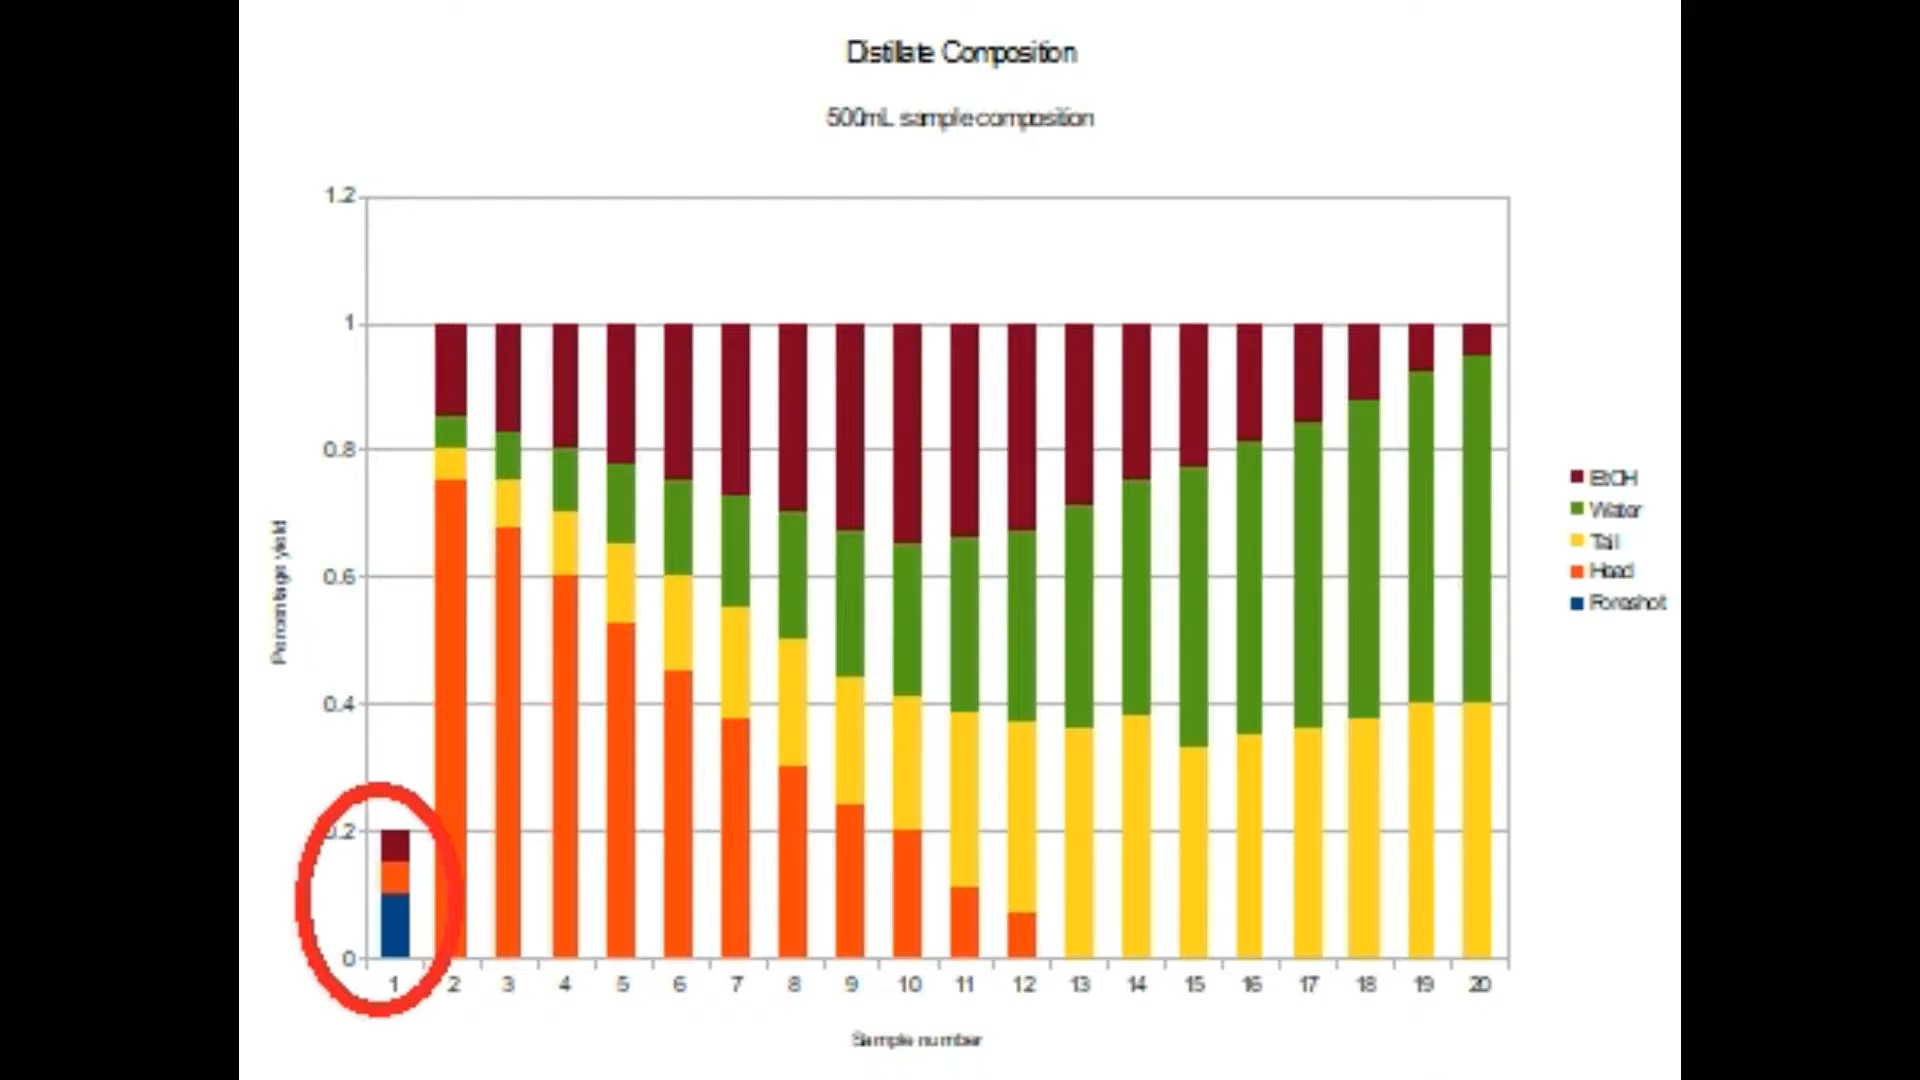 Distillate Composition
500mL sample composition
1.2
1
0.8
0.6
0.4
0.2
0
Percentage yield
1 2 3 4 5 6 7 8 9 10 11 12 13 14 15 16 17 18 19 20
Sample number
EtOH
Water
Tail
Head
Foreshot